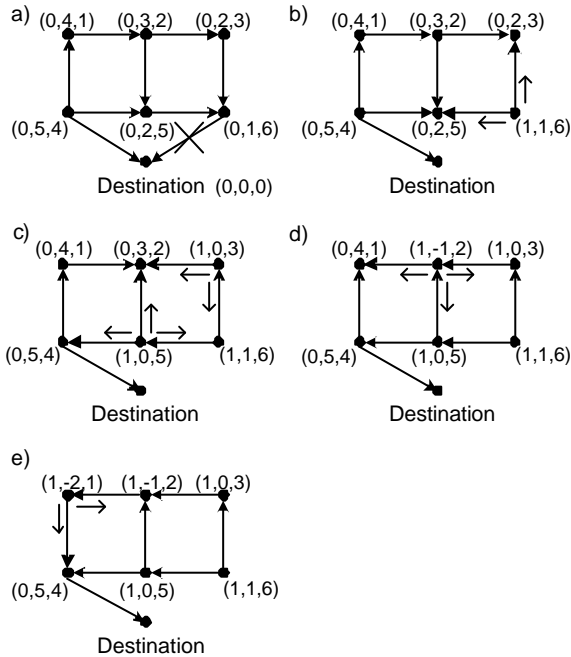 a)
(0,4,1) (0,3,2) (0,2,3)
(0,5,4) (0,2,5) (0,1,6)
Destination (0,0,0)
b)
(0,4,1) (0,3,2) (0,2,3)
(0,5,4) (0,2,5) (1,1,6)
Destination
c)
(0,4,1) (0,3,2) (1,0,3)
(0,5,4) (1,0,5) (1,1,6)
Destination
d)
(0,4,1) (1,-1,2) (1,0,3)
(0,5,4) (1,0,5) (1,1,6)
Destination
e)
(1,-2,1) (1,-1,2) (1,0,3)
(0,5,4) (1,0,5) (1,1,6)
Destination